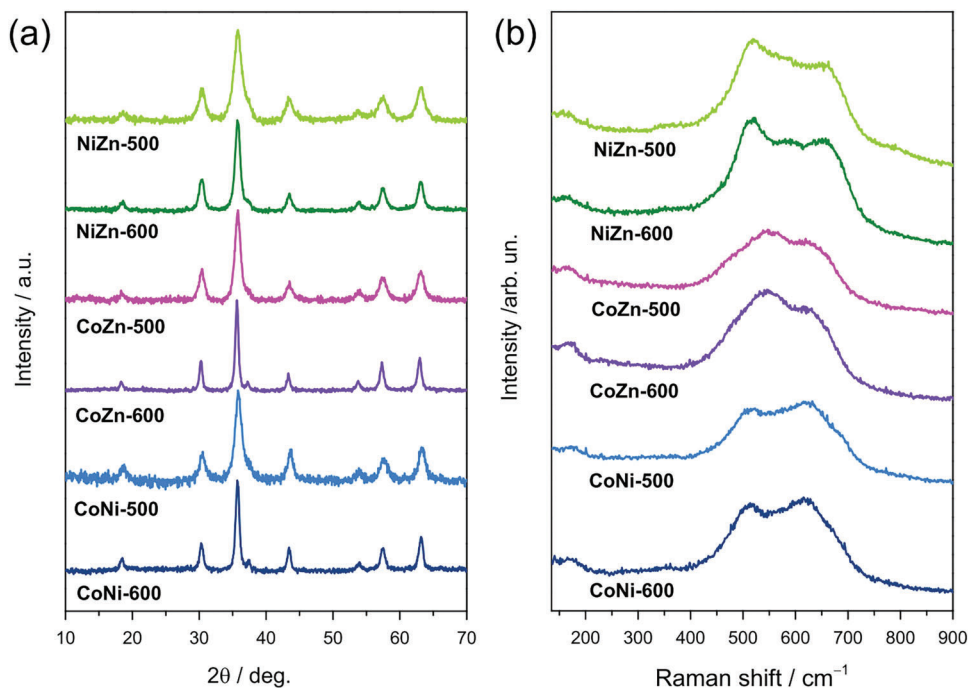 (a)
Intensity / a.u.
NiZn-500
NiZn-600
CoZn-500
CoZn-600
CoNi-500
CoNi-600
10 20 30 40 50 60 70
2θ / deg.
(b)
Intensity /arb. un.
NiZn-500
NiZn-600
CoZn-500
CoZn-600
CoNi-500
CoNi-600
200 300 400 500 600 700 800 900
Raman shift / cm⁻¹